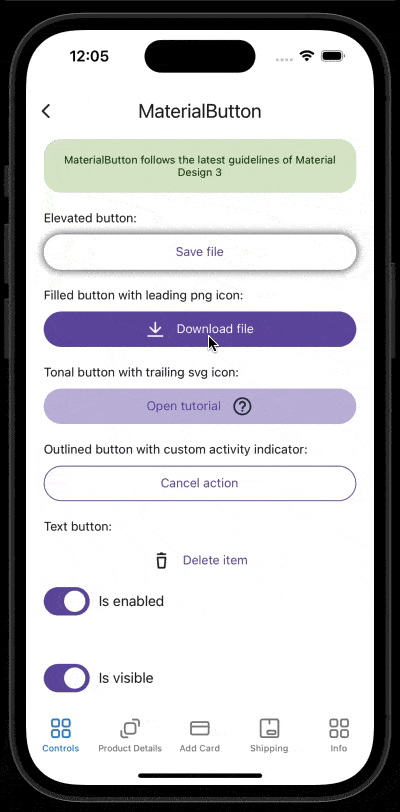 12:05
MaterialButton
MaterialButton follows the latest guidelines of Material
Design 3
Elevated button:
Save file
Filled button with leading png icon:
Download file
Tonal button with trailing svg icon:
Open tutorial
Outlined button with custom activity indicator:
Cancel action
Text button:
Delete item
Is enabled
Is visible
Controls
Product Details
Add Card
Shipping
Info